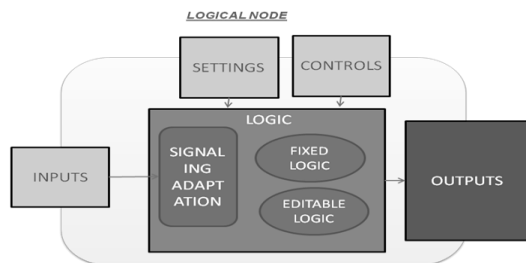 LOGICAL NODE
SETTINGS
CONTROLS
LOGIC
INPUTS
SIGNAL
ING
ADAPT
ATION
FIXED
LOGIC
EDITABLE
LOGIC
OUTPUTS